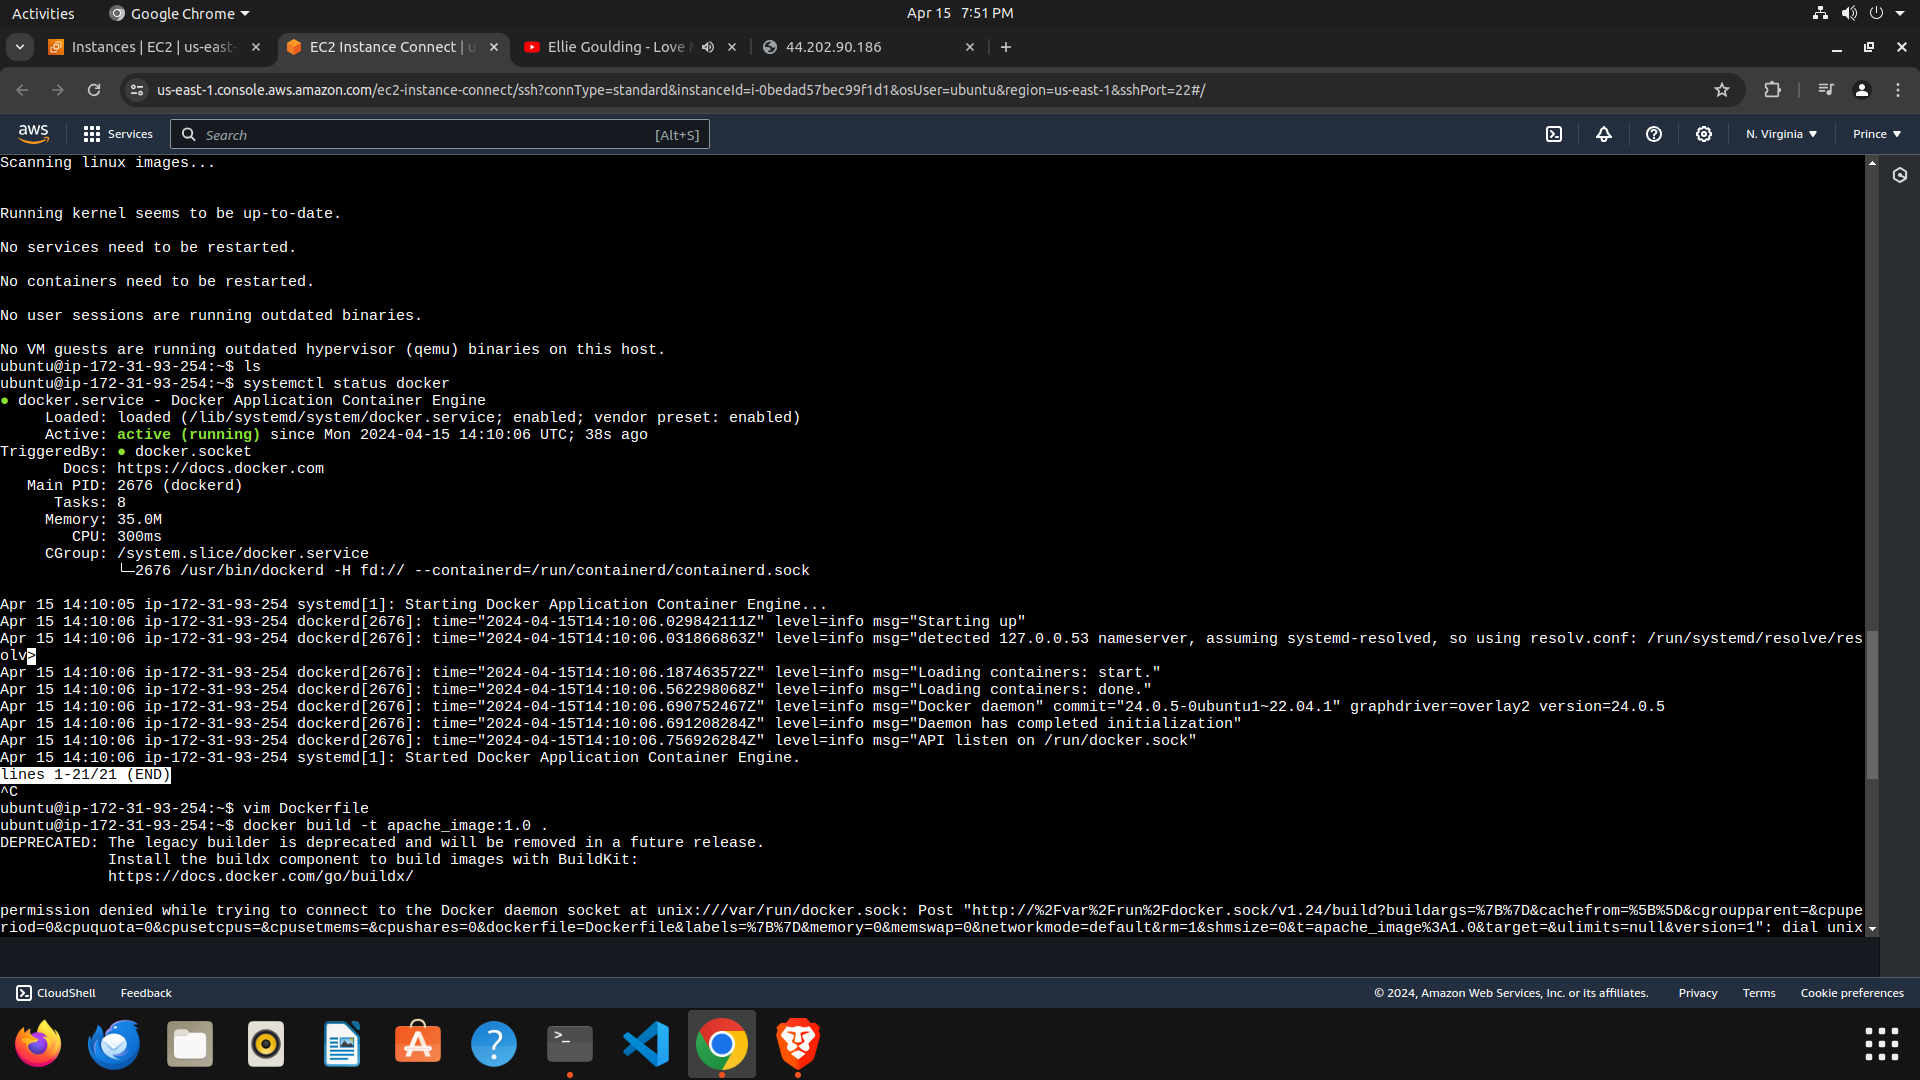 Activities
Google Chrome
Apr 15 7:51 PM
Instances | EC2 | us-east-
EC2 Instance Connect | u
Ellie Goulding - Love M
44.202.90.186
us-east-1.console.aws.amazon.com/ec2-instance-connect/ssh?connType=standard&instanceId=i-0bedad57bec99f1d1&osUser=ubuntu&region=us-east-1&sshPort=22#/
aws
Services
Search
[Alt+S]
N. Virginia
Prince
Scanning linux images...
Running kernel seems to be up-to-date.
No services need to be restarted.
No containers need to be restarted.
No user sessions are running outdated binaries.
No VM guests are running outdated hypervisor (qemu) binaries on this host.
ubuntu@ip-172-31-93-254:~$ ls
ubuntu@ip-172-31-93-254:~$ systemctl status docker
● docker.service - Docker Application Container Engine
Loaded: loaded (/lib/systemd/system/docker.service; enabled; vendor preset: enabled)
Active: active (running) since Mon 2024-04-15 14:10:06 UTC; 38s ago
TriggeredBy: ● docker.socket
Docs: https://docs.docker.com
Main PID: 2676 (dockerd)
Tasks: 8
Memory: 35.0M
CPU: 300ms
CGroup: /system.slice/docker.service
└─2676 /usr/bin/dockerd -H fd:// --containerd=/run/containerd/containerd.sock
Apr 15 14:10:05 ip-172-31-93-254 systemd[1]: Starting Docker Application Container Engine...
Apr 15 14:10:06 ip-172-31-93-254 dockerd[2676]: time="2024-04-15T14:10:06.029842111Z" level=info msg="Starting up"
Apr 15 14:10:06 ip-172-31-93-254 dockerd[2676]: time="2024-04-15T14:10:06.031866863Z" level=info msg="detected 127.0.0.53 nameserver, assuming systemd-resolved, so using resolv.conf: /run/systemd/resolve/res
olv>
Apr 15 14:10:06 ip-172-31-93-254 dockerd[2676]: time="2024-04-15T14:10:06.187463572Z" level=info msg="Loading containers: start."
Apr 15 14:10:06 ip-172-31-93-254 dockerd[2676]: time="2024-04-15T14:10:06.562298068Z" level=info msg="Loading containers: done."
Apr 15 14:10:06 ip-172-31-93-254 dockerd[2676]: time="2024-04-15T14:10:06.690752467Z" level=info msg="Docker daemon" commit="24.0.5-0ubuntu1~22.04.1" graphdriver=overlay2 version=24.0.5
Apr 15 14:10:06 ip-172-31-93-254 dockerd[2676]: time="2024-04-15T14:10:06.691208284Z" level=info msg="Daemon has completed initialization"
Apr 15 14:10:06 ip-172-31-93-254 dockerd[2676]: time="2024-04-15T14:10:06.756926284Z" level=info msg="API listen on /run/docker.sock"
Apr 15 14:10:06 ip-172-31-93-254 systemd[1]: Started Docker Application Container Engine.
lines 1-21/21 (END)
^C
ubuntu@ip-172-31-93-254:~$ vim Dockerfile
ubuntu@ip-172-31-93-254:~$ docker build -t apache_image:1.0 .
DEPRECATED: The legacy builder is deprecated and will be removed in a future release.
Install the buildx component to build images with BuildKit:
https://docs.docker.com/go/buildx/
permission denied while trying to connect to the Docker daemon socket at unix:///var/run/docker.sock: Post "http://%2Fvar%2Frun%2Fdocker.sock/v1.24/build?buildargs=%7B%7D&cachefrom=%5B%5D&cgroupparent=&cpupe
riod=0&cpuquota=0&cpusetcpus=&cpusetmems=&cpushares=0&dockerfile=Dockerfile&labels=%7B%7D&memory=0&memswap=0&networkmode=default&rm=1&shmsize=0&t=apache_image%3A1.0&target=&ulimits=null&version=1": dial unix
CloudShell
Feedback
© 2024, Amazon Web Services, Inc. or its affiliates.
Privacy
Terms
Cookie preferences